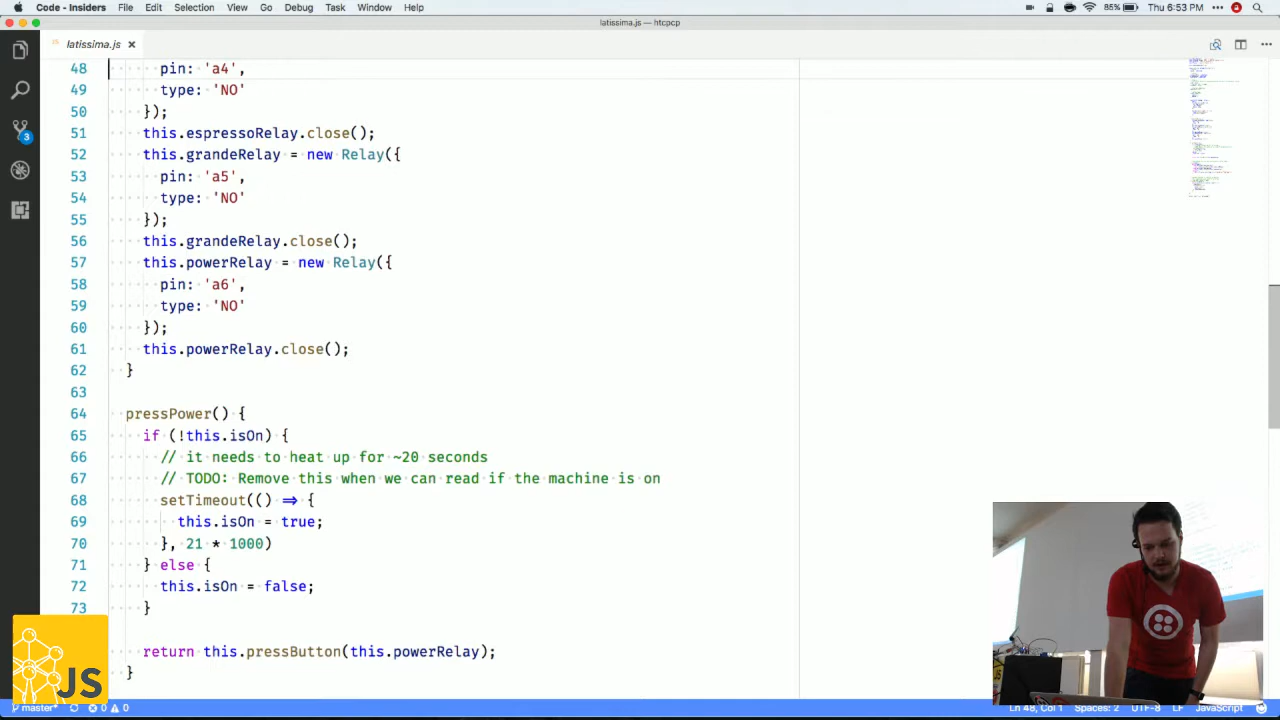 Code - Insiders File Edit Selection View Go Debug Task Window Help 85% Thu 6:53 PM
latissima.js — htcpcp
JS latissima.js
48 pin: 'a4',
49 type: 'NO'
50 });
51 this.espressoRelay.close();
52 this.grandeRelay = new Relay({
53 pin: 'a5',
54 type: 'NO'
55 });
56 this.grandeRelay.close();
57 this.powerRelay = new Relay({
58 pin: 'a6',
59 type: 'NO'
60 });
61 this.powerRelay.close();
62 }
63
64 pressPower() {
65 if (!this.isOn) {
66 // it needs to heat up for ~20 seconds
67 // TODO: Remove this when we can read if the machine is on
68 setTimeout(() => {
69 this.isOn = true;
70 }, 21 * 1000)
71 } else {
72 this.isOn = false;
73 }
return this.pressButton(this.powerRelay);
}
3
JS
master* 0 0 Ln 48, Col 1 Spaces: 2 UTF-8 LF JavaScript